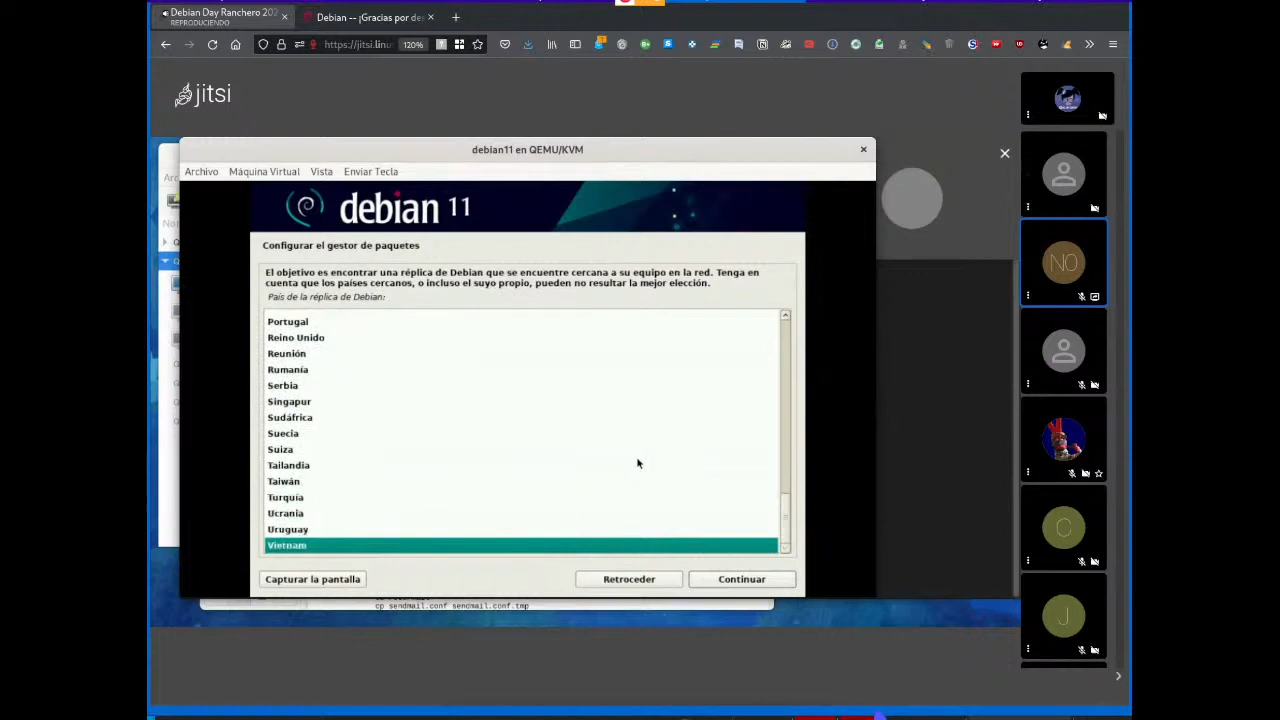 Debian Day Ranchero 202
REPRODUCIENDO
Debian -- ¡Gracias por de
https://jitsi.linu
120%
jitsi
debian11 en QEMU/KVM
Archivo Máquina Virtual Vista Enviar Tecla
debian 11
Configurar el gestor de paquetes
El objetivo es encontrar una réplica de Debian que se encuentre cercana a su equipo en la red. Tenga en
cuenta que los países cercanos, o incluso el suyo propio, pueden no resultar la mejor elección.
País de la réplica de Debian:
Portugal
Reino Unido
Reunión
Rumanía
Serbia
Singapur
Sudáfrica
Suecia
Suiza
Tailandia
Taiwán
Turquía
Ucrania
Uruguay
Vietnam
Capturar la pantalla
Retroceder
Continuar
cp sendmail.conf sendmail.conf.tmp
NO
C
J